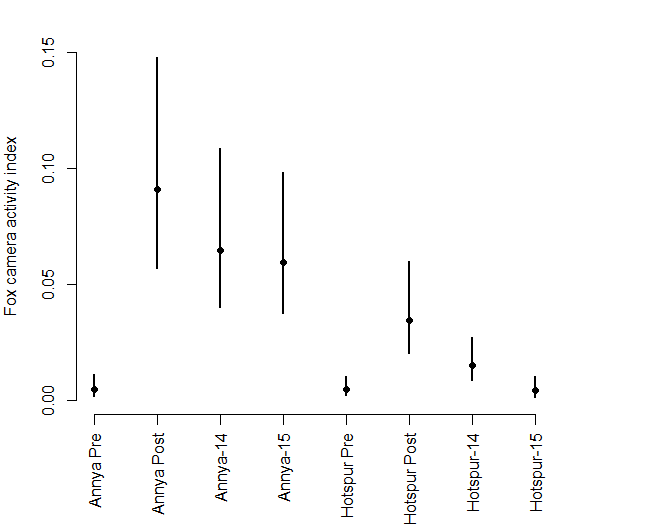 Fox camera activity index
0.15
0.10
0.05
0.00
Annya Pre
Annya Post
Annya-14
Annya-15
Hotspur Pre
Hotspur Post
Hotspur-14
Hotspur-15